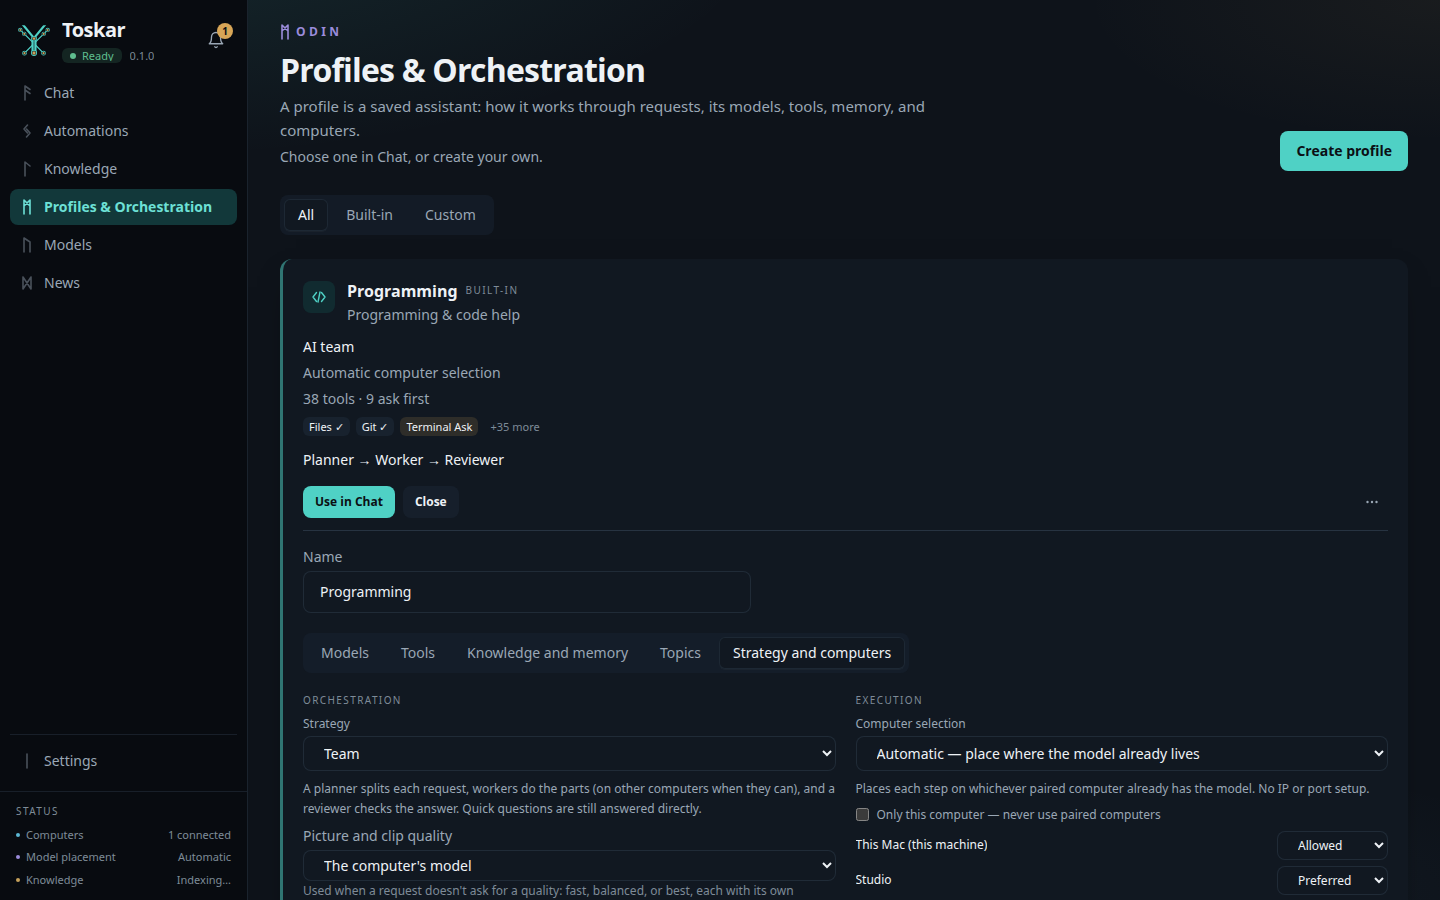 Toskar
Ready
0.1.0
1
Chat
Automations
Knowledge
Profiles & Orchestration
Models
News
Settings
STATUS
Computers
1 connected
Model placement
Automatic
Knowledge
Indexing...
ᛗ ODIN
Profiles & Orchestration
A profile is a saved assistant: how it works through requests, its models, tools, memory, and
computers.
Choose one in Chat, or create your own.
Create profile
All
Built-in
Custom
Programming BUILT-IN
Programming & code help
AI team
Automatic computer selection
38 tools · 9 ask first
Files ✓ Git ✓ Terminal Ask +35 more
Planner → Worker → Reviewer
Use in Chat
Close
···
Name
Programming
Models
Tools
Knowledge and memory
Topics
Strategy and computers
ORCHESTRATION
Strategy
Team
A planner splits each request, workers do the parts (on other computers when they can), and a
reviewer checks the answer. Quick questions are still answered directly.
Picture and clip quality
The computer's model
Used when a request doesn't ask for a quality: fast, balanced, or best, each with its own
EXECUTION
Computer selection
Automatic — place where the model already lives
Places each step on whichever paired computer already has the model. No IP or port setup.
Only this computer — never use paired computers
This Mac (this machine)
Allowed
Studio
Preferred